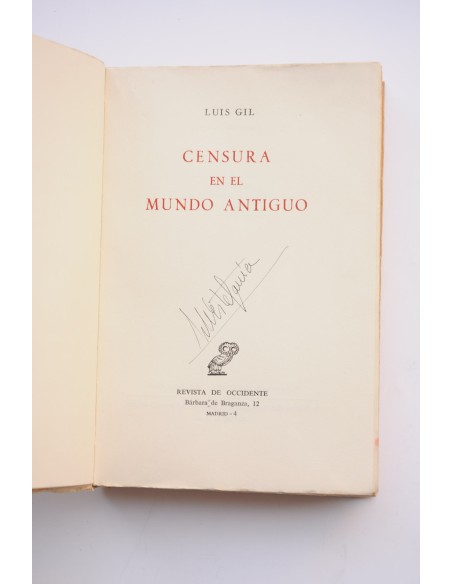 LUIS GIL
CENSURA
EN EL
MUNDO ANTIGUO
REVISTA DE OCCIDENTE
Bárbara de Braganza, 12
MADRID - 4